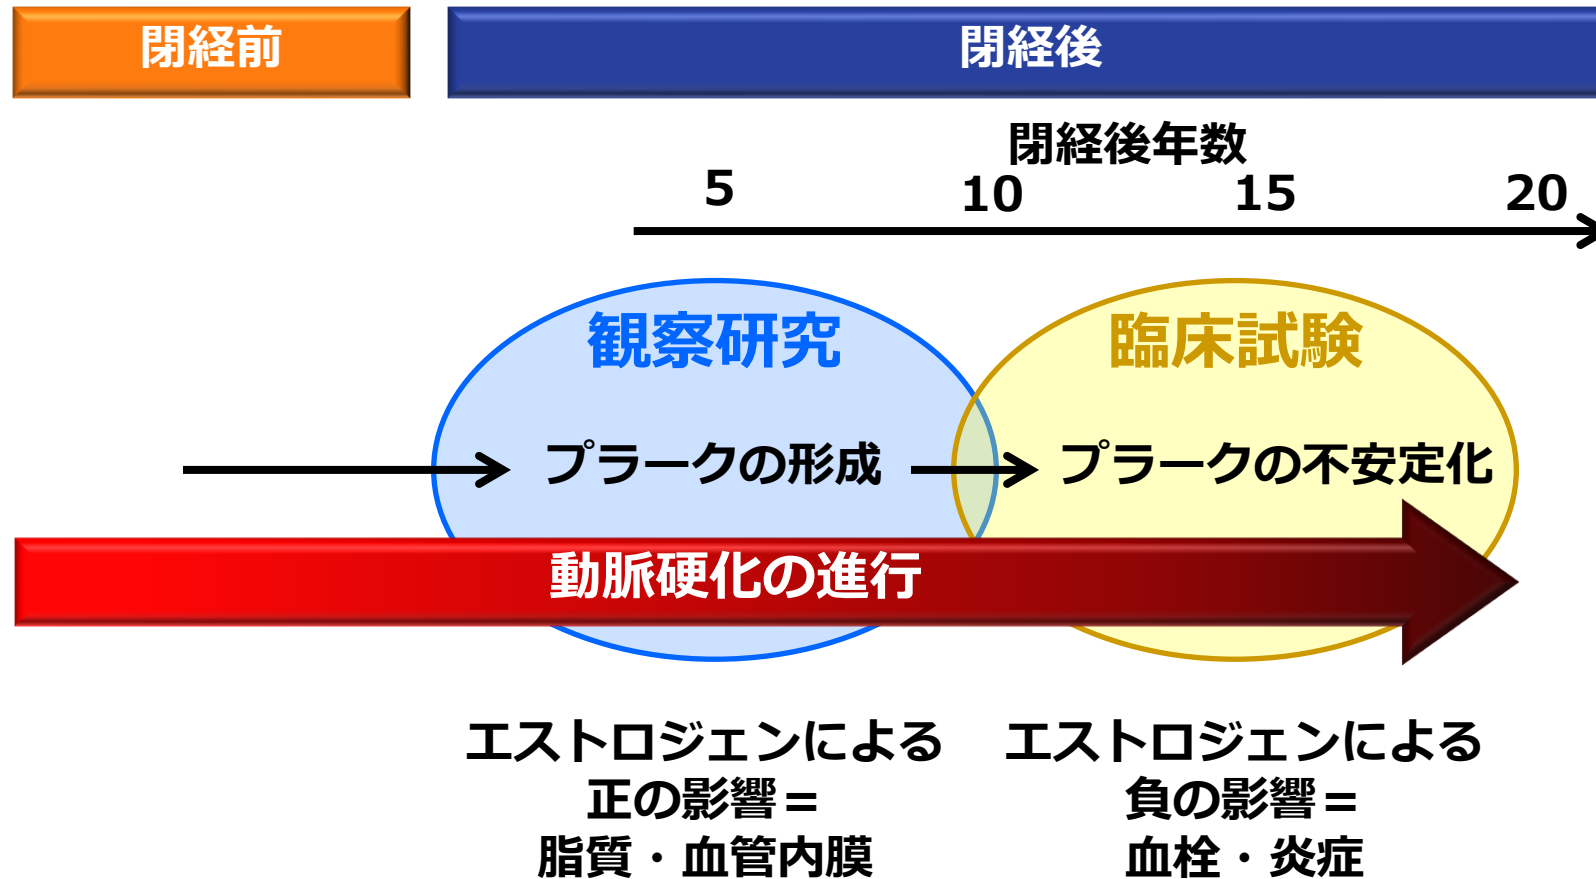 閉経前
閉経後
閉経後年数
5 10 15 20
観察研究
臨床試験
プラークの形成
プラークの不安定化
動脈硬化の進行
エストロジェンによる
正の影響＝
脂質・血管内膜
エストロジェンによる
負の影響＝
血栓・炎症